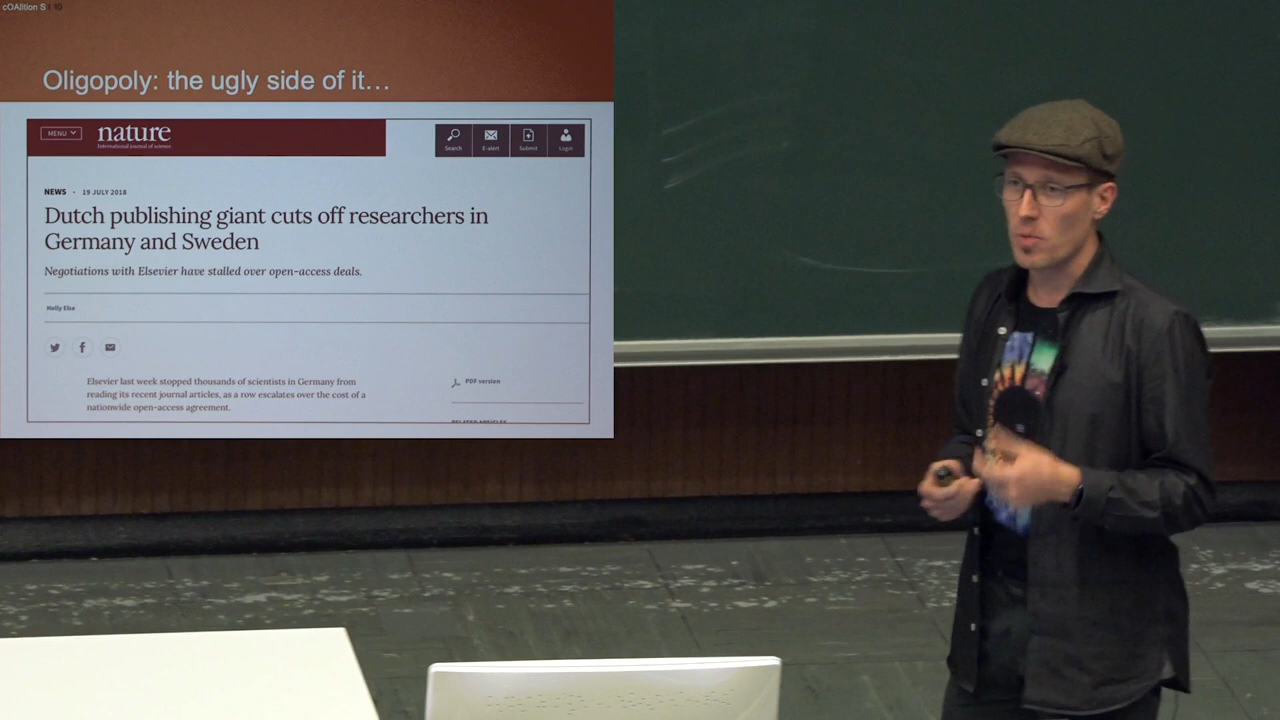 cOAlition S | 10
Oligopoly: the ugly side of it…
MENU
nature
International journal of science
Search
E-alert
Submit
Login
NEWS · 19 JULY 2018
Dutch publishing giant cuts off researchers in
Germany and Sweden
Negotiations with Elsevier have stalled over open-access deals.
Holly Else
Elsevier last week stopped thousands of scientists in Germany from
reading its recent journal articles, as a row escalates over the cost of a
nationwide open-access agreement.
PDF version
RELATED ARTICLES